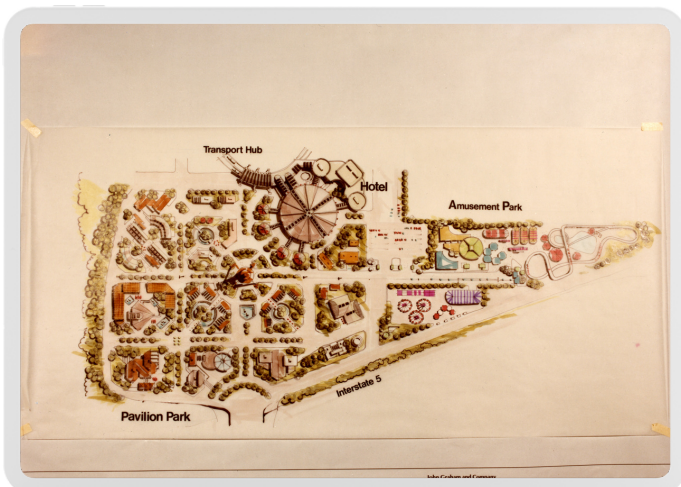 Transport Hub
Hotel
Amusement Park
Interstate 5
Pavilion Park
John Graham and Company